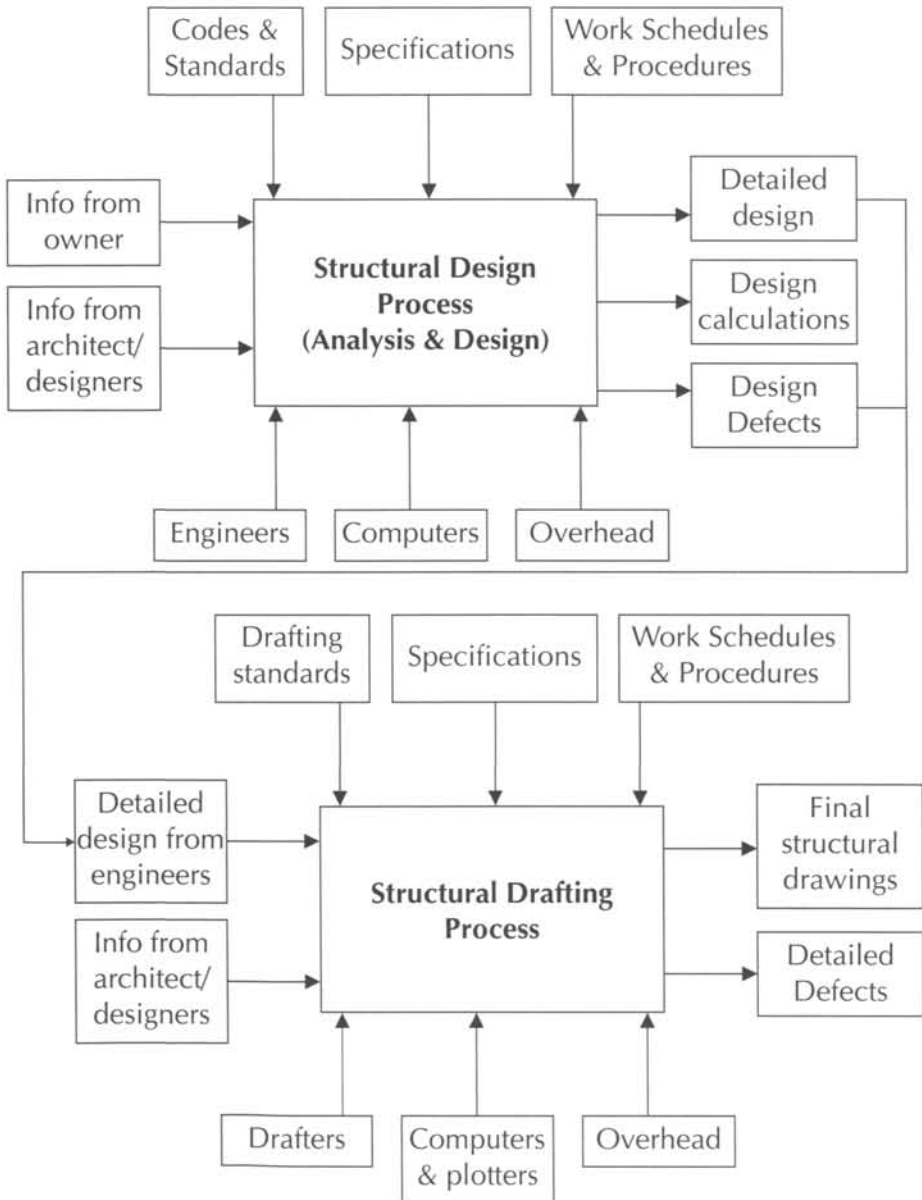 Codes &
Standards
Specifications
Work Schedules
& Procedures
Info from
owner
Info from
architect/
designers
Structural Design
Process
(Analysis & Design)
Detailed
design
Design
calculations
Design
Defects
Engineers
Computers
Overhead
Drafting
standards
Specifications
Work Schedules
& Procedures
Detailed
design from
engineers
Info from
architect/
designers
Structural Drafting
Process
Final
structural
drawings
Detailed
Defects
Drafters
Computers
& plotters
Overhead